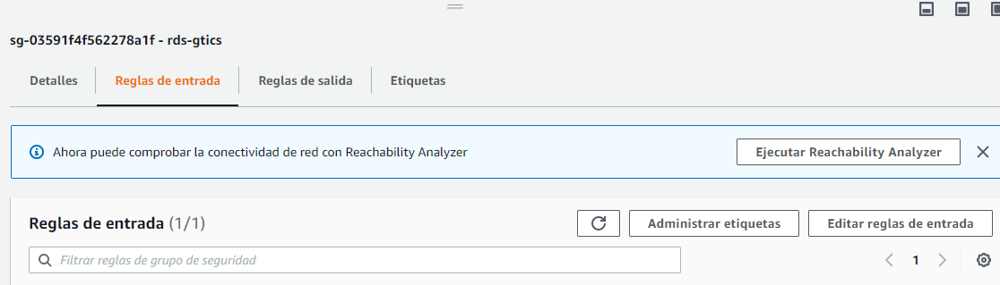 sg-03591f4f562278a1f - rds-gtics
Detalles Reglas de entrada Reglas de salida Etiquetas
Ahora puede comprobar la conectividad de red con Reachability Analyzer Ejecutar Reachability Analyzer
Reglas de entrada (1/1) Administrar etiquetas Editar reglas de entrada
Filtrar reglas de grupo de seguridad 1